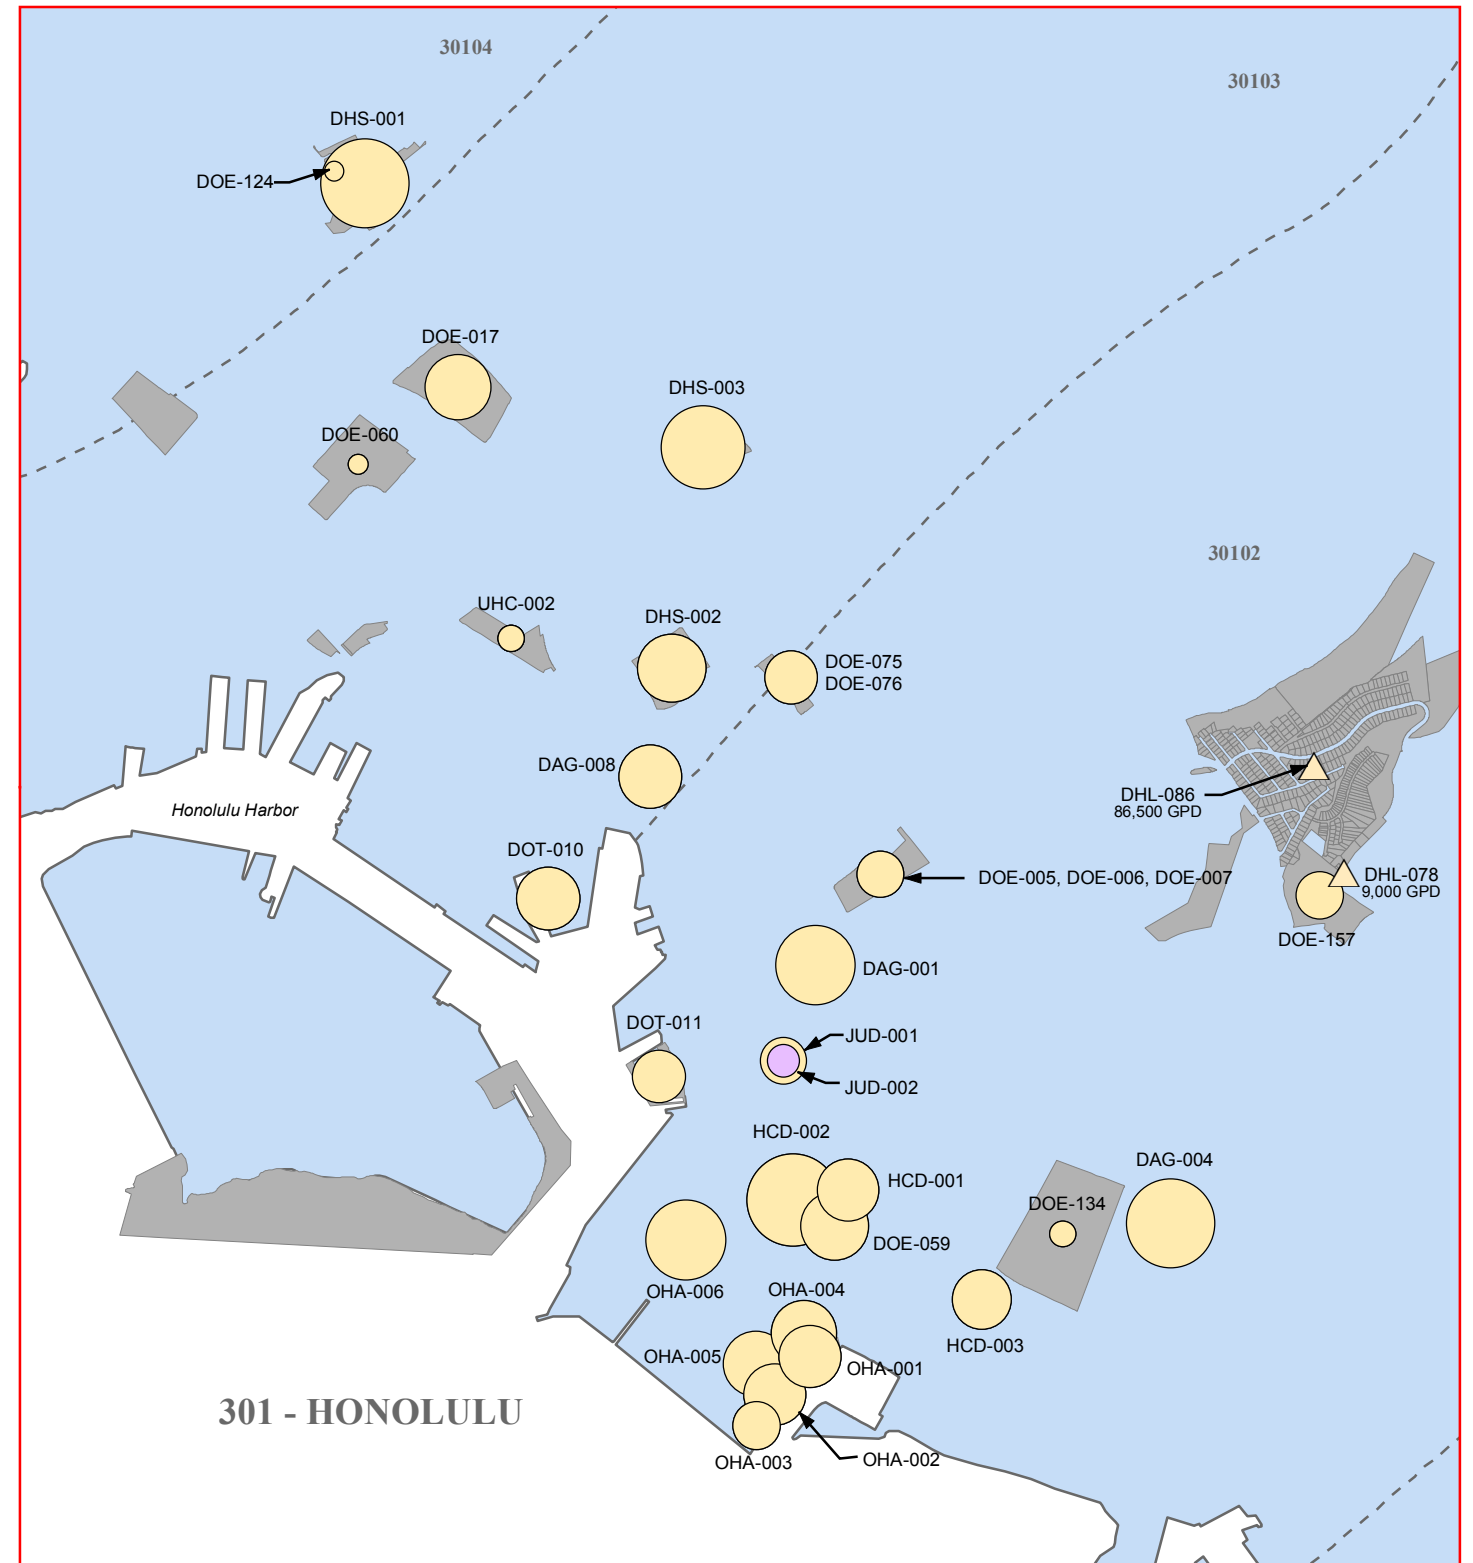 30104
30103
DHS-001
DOE-124
DOE-017
DHS-003
DOE-060
30102
UHC-002
DHS-002
DOE-075
DOE-076
DAG-008
DHL-086
86,500 GPD
Honolulu Harbor
DOT-010
DOE-005, DOE-006, DOE-007
DHL-078
9,000 GPD
DOE-157
DAG-001
DOT-011
JUD-001
JUD-002
HCD-002
DAG-004
HCD-001
DOE-134
DOE-059
OHA-006
OHA-004
HCD-003
OHA-005
OHA-001
301 - HONOLULU
OHA-003
OHA-002